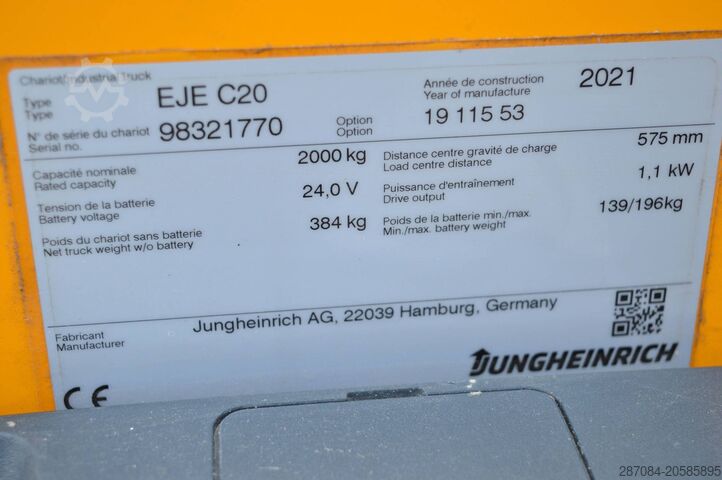 Chariot/Industrial Truck
Type EJE C20 Année de construction 2021
Type Year of manufacture
N° de série du chariot 98321770 Option 19 115 53
Serial no. Option
Capacité nominale 2000 kg Distance centre gravité de charge 575 mm
Rated capacity Load centre distance
Tension de la batterie 24,0 V Puissance d'entraînement 1,1 kW
Battery voltage Drive output
Poids du chariot sans batterie 384 kg Poids de la batterie min./max. 139/196kg
Net truck weight w/o battery Min./max. battery weight
Fabricant Jungheinrich AG, 22039 Hamburg, Germany
Manufacturer
JUNGHEINRICH
CE
287084-20585895